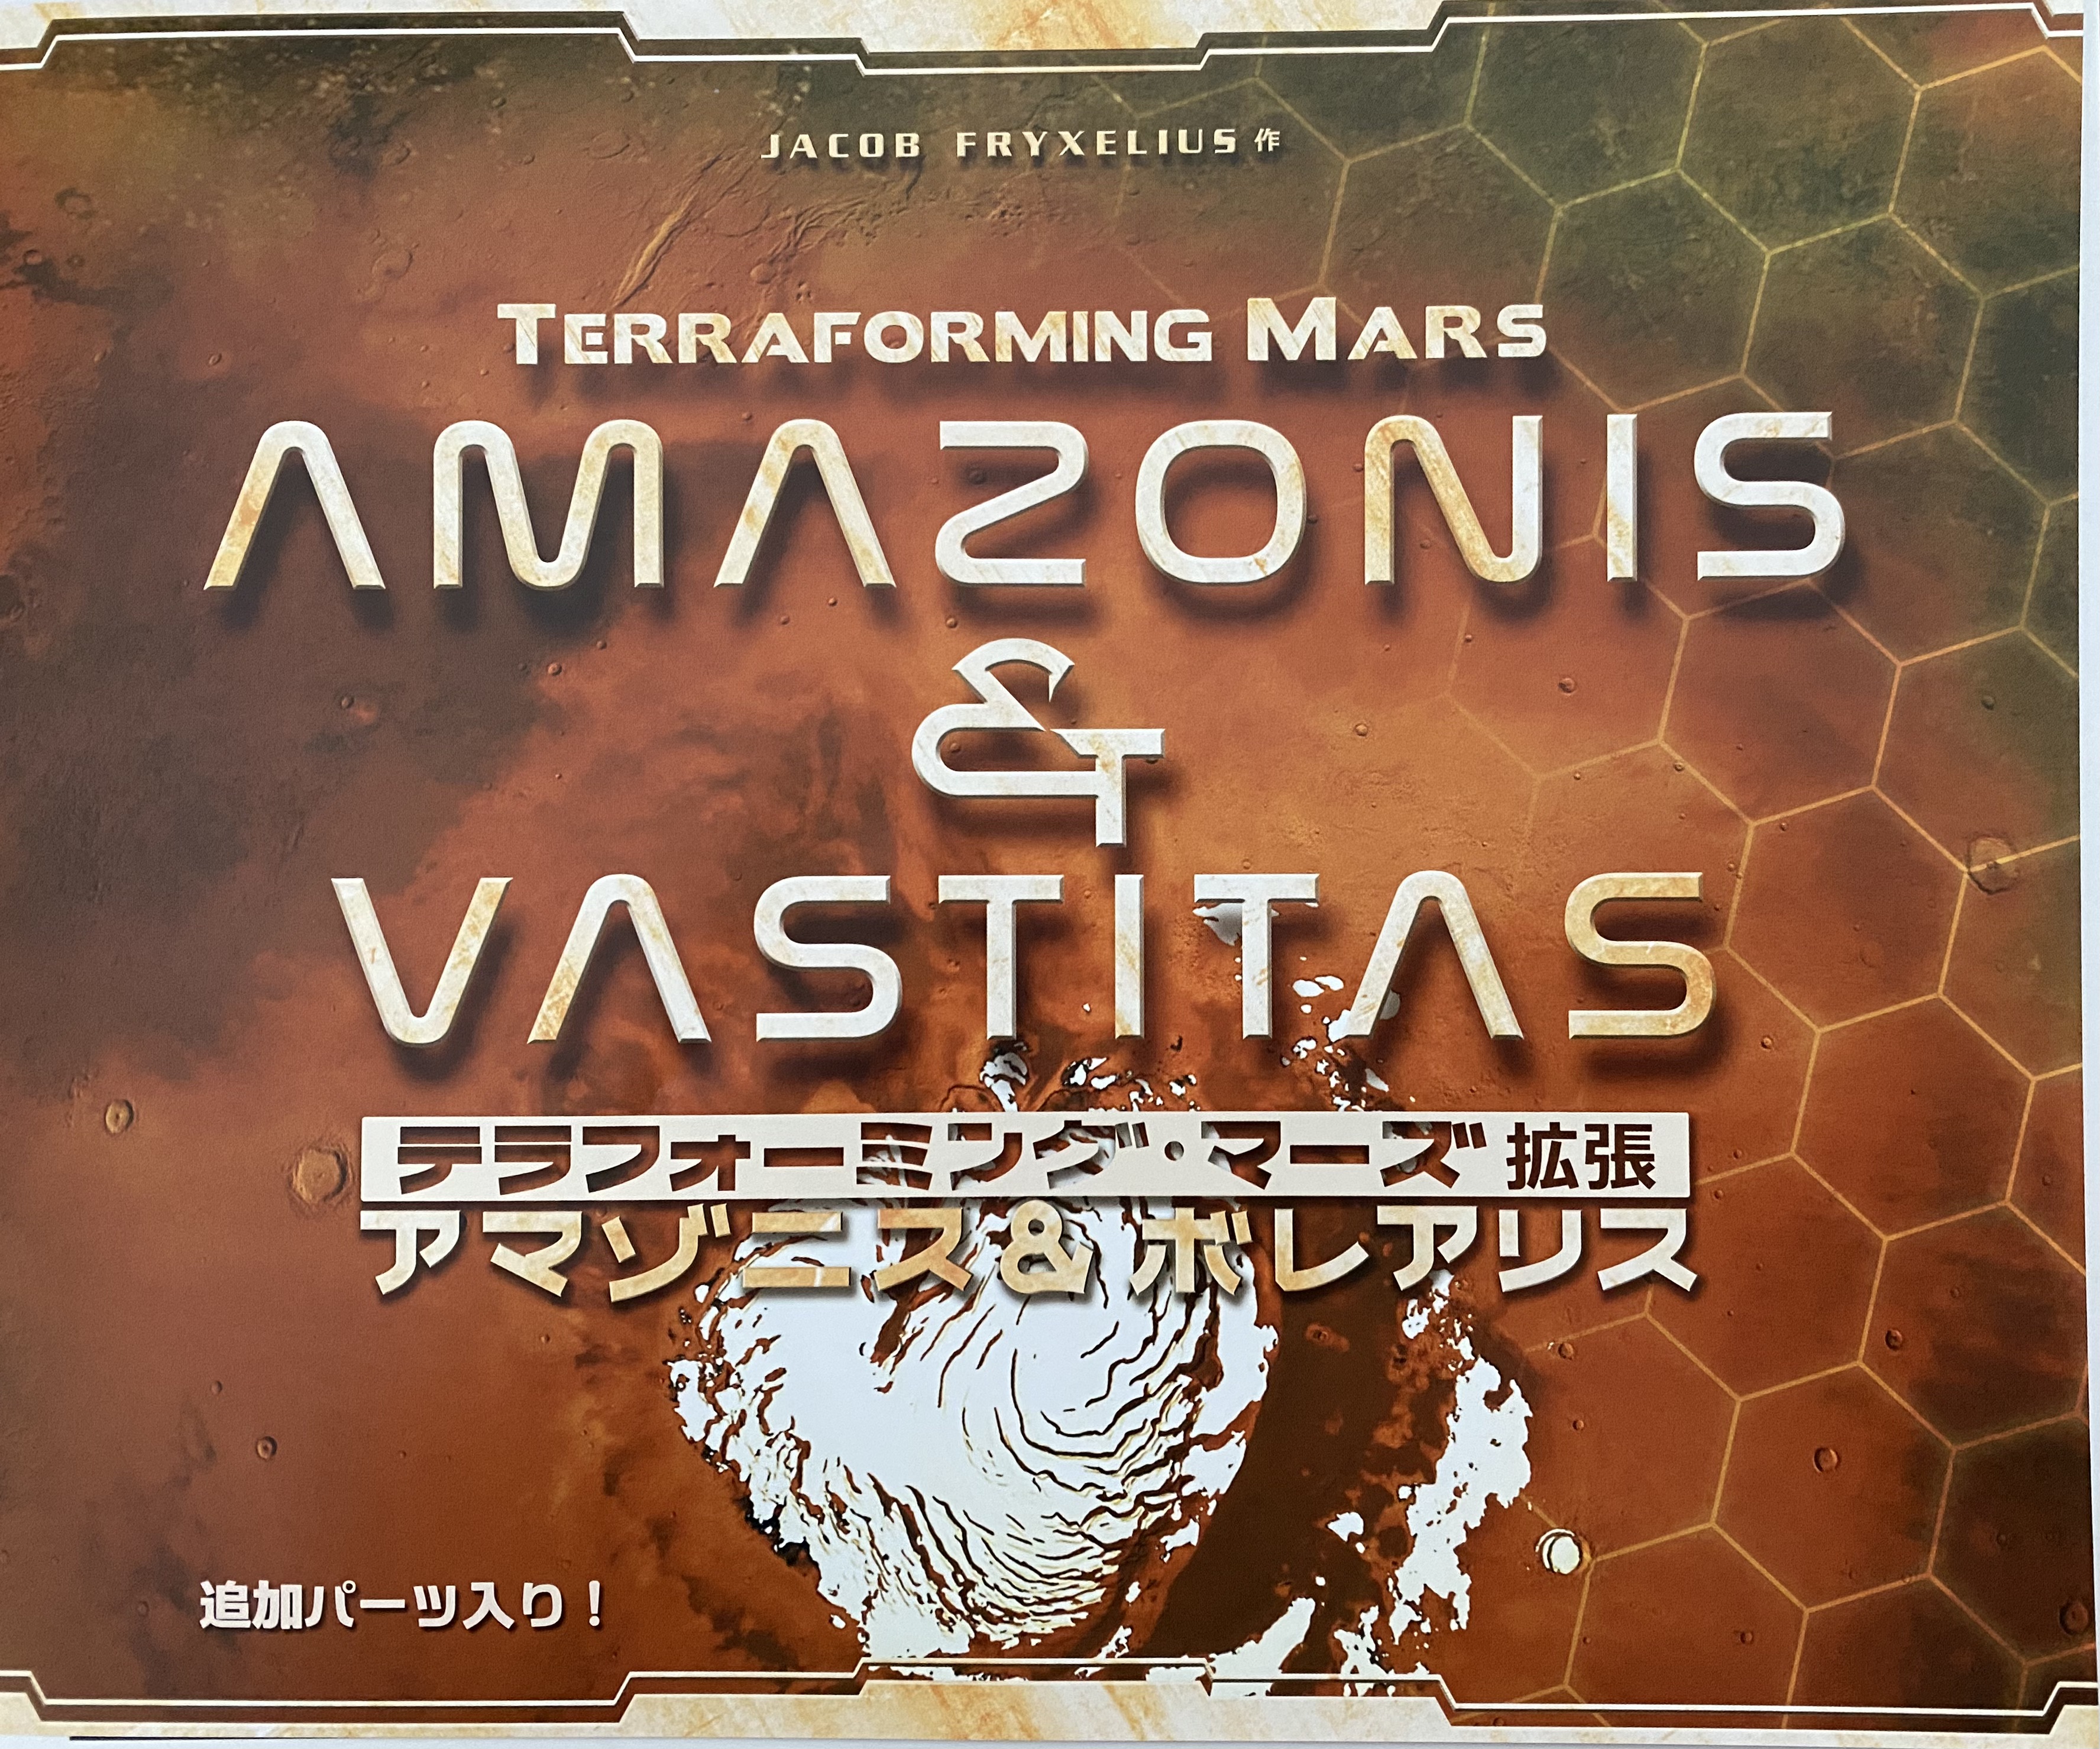 JACOB FRYXELIUS 作
TERRAFORMING MARS
AMAZONIS
&
VASTITAS
テラフォーミング・マーズ 拡張
アマゾニス & ボレアリス
追加パーツ入り！